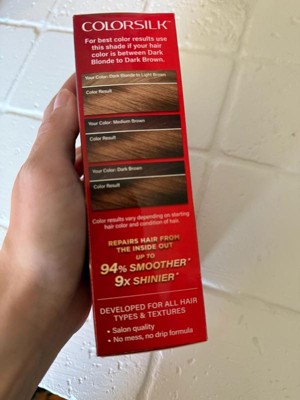 COLORSILK™
For best color results use
this shade if your hair
color is between Dark
Blonde to Dark Brown.
Your Color: Dark Blonde to Light Brown
Color Result
Your Color: Medium Brown
Color Result
Your Color: Dark Brown
Color Result
Color results vary depending on starting
hair color and condition of hair.
REPAIRS HAIR FROM
THE INSIDE OUT
UP TO
94% SMOOTHER*
9X SHINIER*
DEVELOPED FOR ALL HAIR
TYPES & TEXTURES
• Salon quality
• No mess, no drip formula